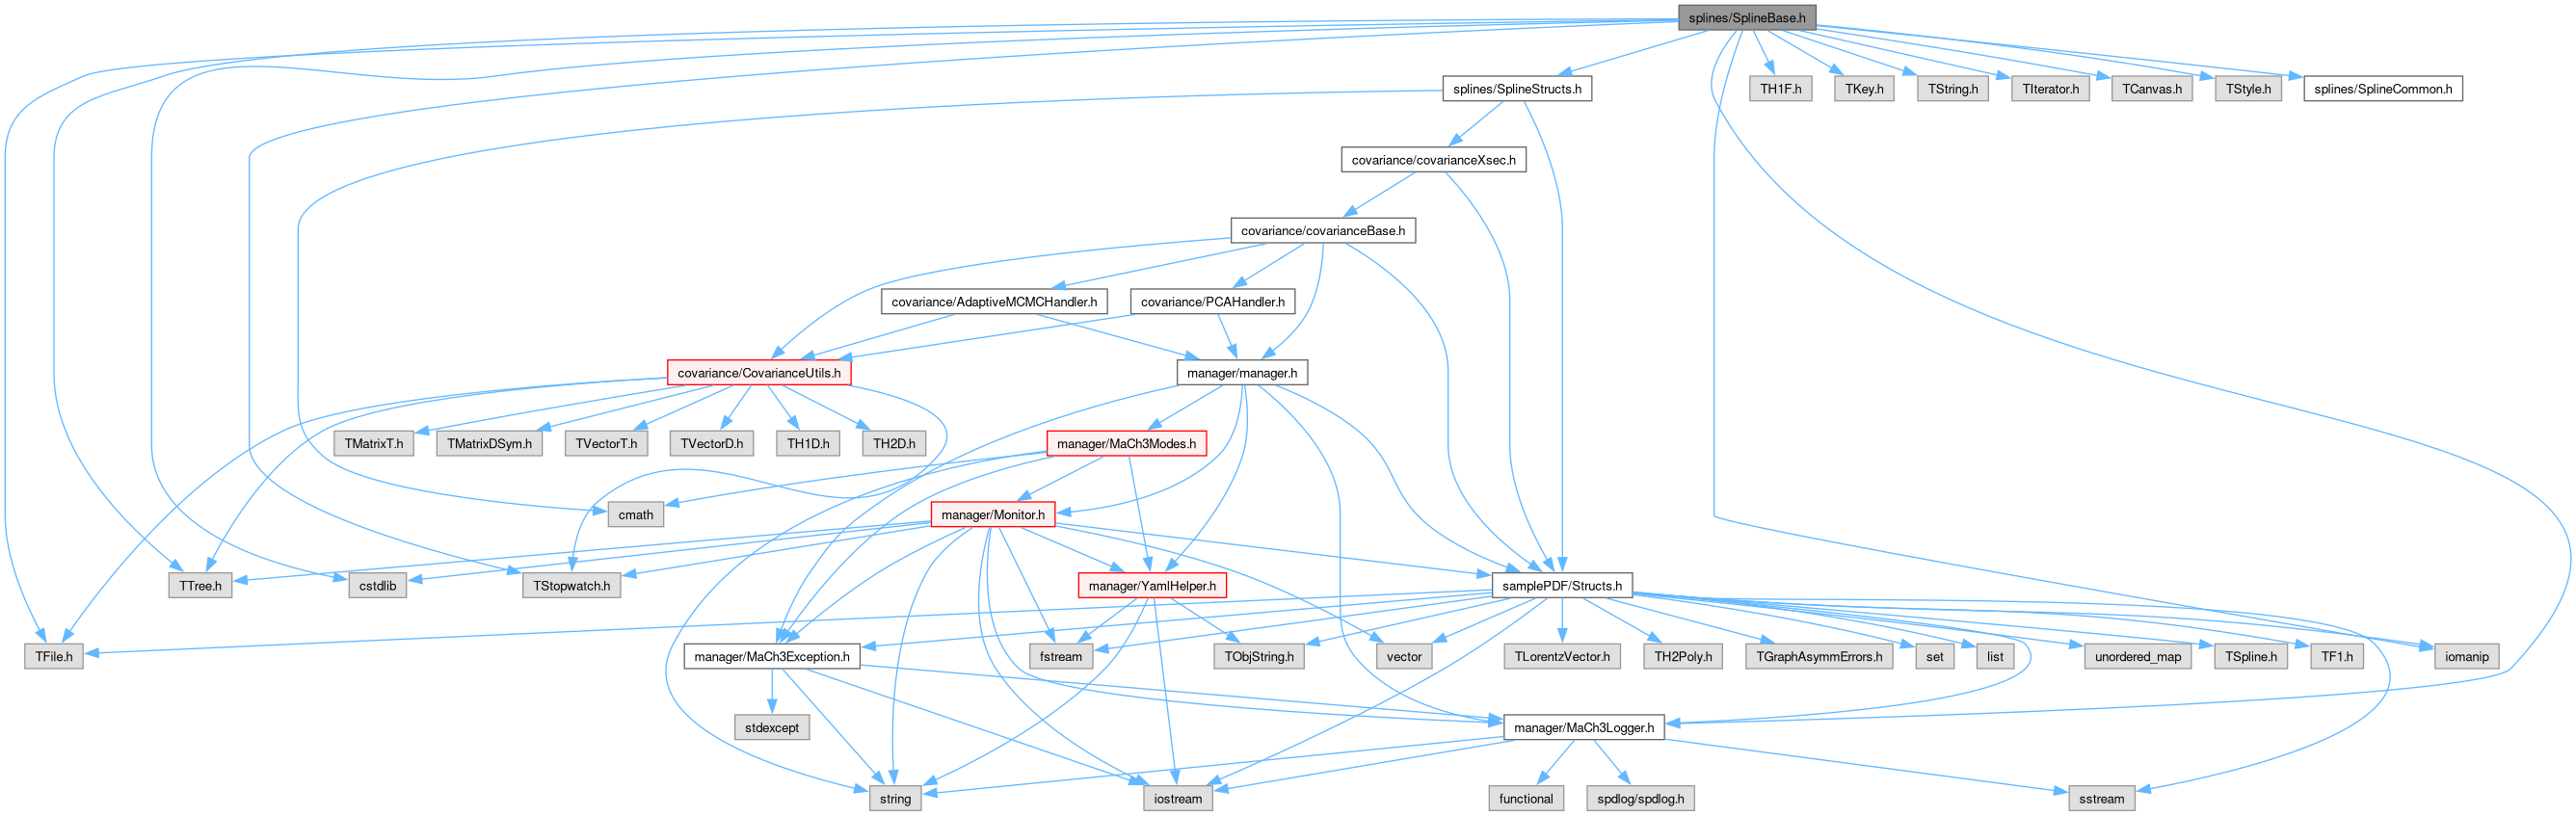 splines/SplineBase.h
splines/SplineStructs.h
TH1F.h
TKey.h
TString.h
TIterator.h
TCanvas.h
TStyle.h
splines/SplineCommon.h
covariance/covarianceXsec.h
covariance/covarianceBase.h
covariance/AdaptiveMCMCHandler.h
covariance/PCAHandler.h
covariance/CovarianceUtils.h
manager/manager.h
TMatrixT.h
TMatrixDSym.h
TVectorT.h
TVectorD.h
TH1D.h
TH2D.h
manager/MaCh3Modes.h
cmath
manager/Monitor.h
TTree.h
cstdlib
TStopwatch.h
manager/YamlHelper.h
samplePDF/Structs.h
TFile.h
manager/MaCh3Exception.h
fstream
TObjString.h
vector
TLorentzVector.h
TH2Poly.h
TGraphAsymmErrors.h
set
list
unordered_map
TSpline.h
TF1.h
iomanip
stdexcept
manager/MaCh3Logger.h
string
iostream
functional
spdlog/spdlog.h
sstream